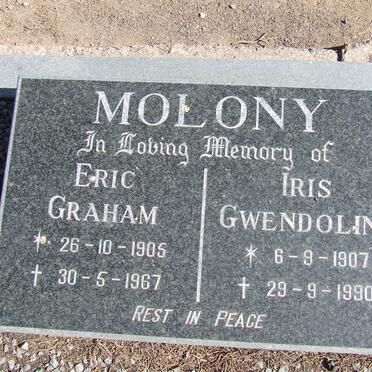 MOLONY
In Loving Memory of
ERIC
GRAHAM
* 26-10-1905
† 30-5-1967
IRIS
GWENDOLIN
* 6-9-1907
† 29-9-1990
REST IN PEACE